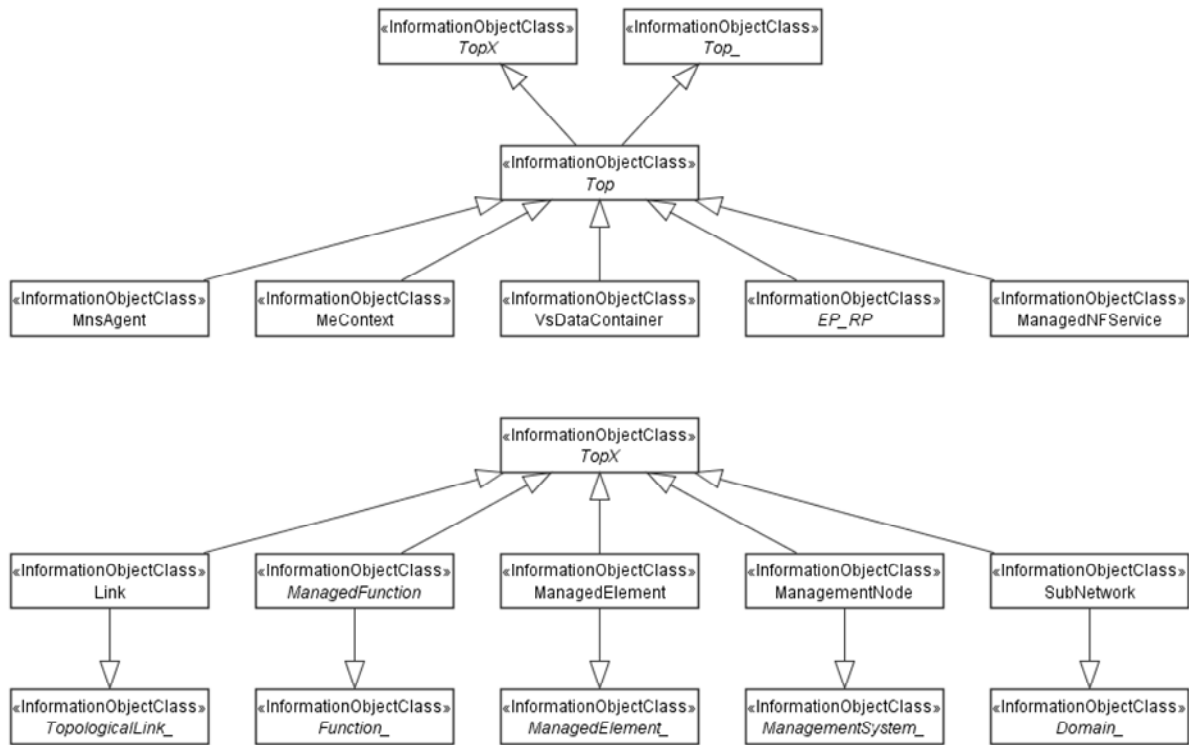 «InformationObjectClass»
TopX
«InformationObjectClass»
Top_
«InformationObjectClass»
Top
«InformationObjectClass»
MnsAgent
«InformationObjectClass»
MeContext
«InformationObjectClass»
VsDataContainer
«InformationObjectClass»
EP_RP
«InformationObjectClass»
ManagedNFService
«InformationObjectClass»
TopX
«InformationObjectClass»
Link
«InformationObjectClass»
ManagedFunction
«InformationObjectClass»
ManagedElement
«InformationObjectClass»
ManagementNode
«InformationObjectClass»
SubNetwork
«InformationObjectClass»
TopologicalLink_
«InformationObjectClass»
Function_
«InformationObjectClass»
ManagedElement_
«InformationObjectClass»
ManagementSystem_
«InformationObjectClass»
Domain_